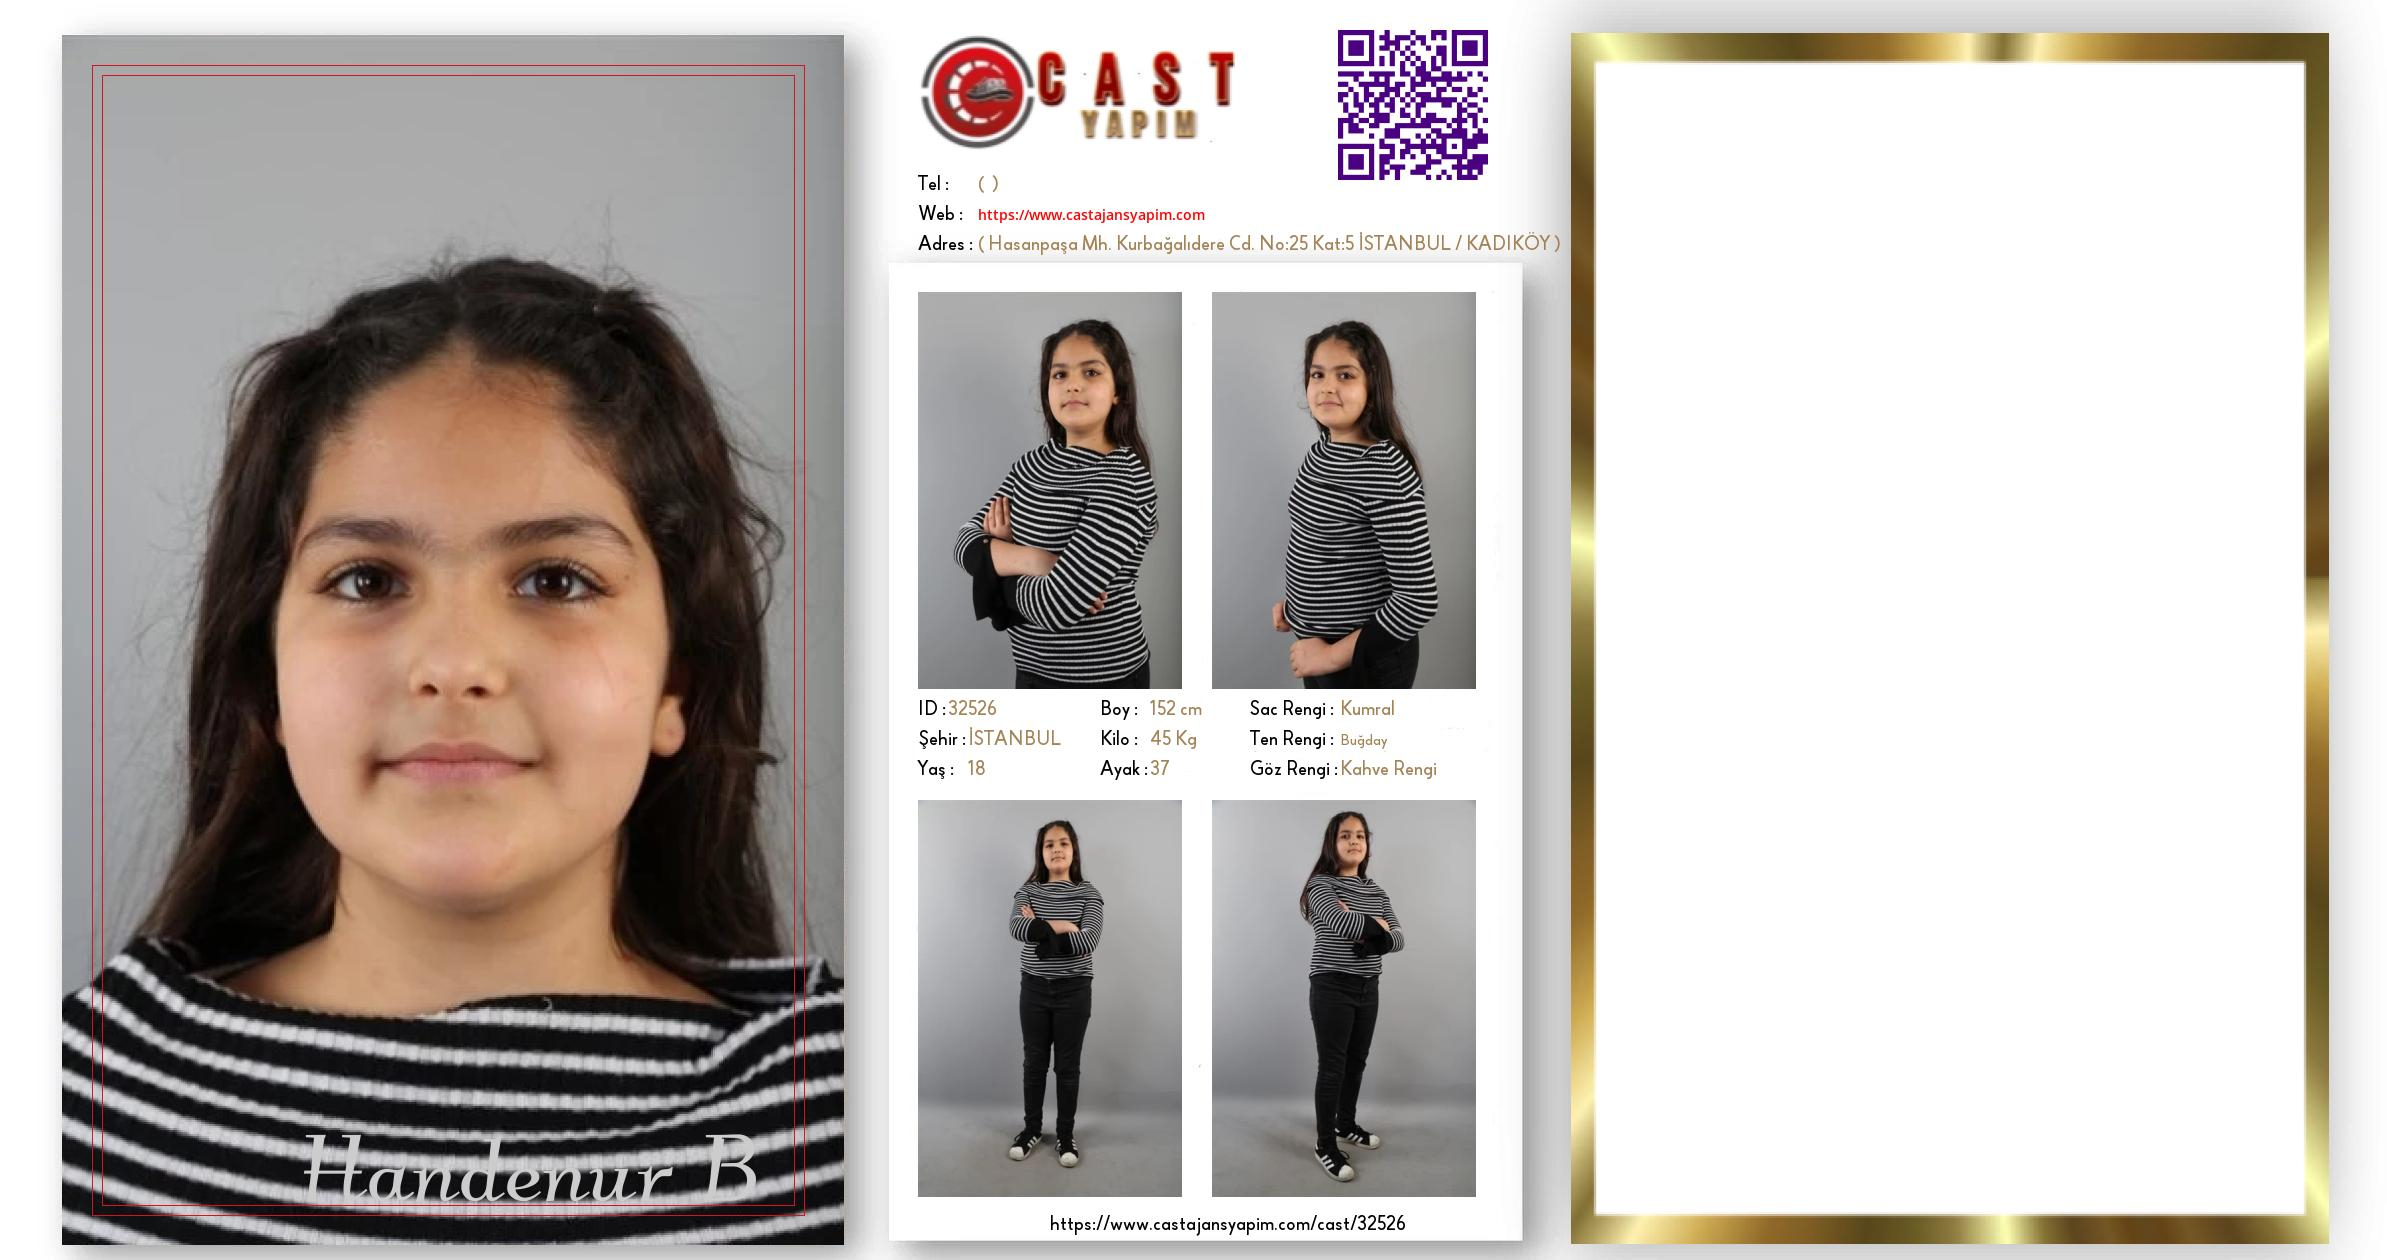 Handenur B
CAST
YAPIM
Tel : ( )
Web : https://www.castajansyapim.com
Adres : ( Hasanpaşa Mh. Kurbağalıdere Cd. No:25 Kat:5 İSTANBUL / KADIKÖY )
ID : 32526 Boy : 152 cm Sac Rengi : Kumral
Şehir : İSTANBUL Kilo : 45 Kg Ten Rengi : Buğday
Yaş : 18 Ayak : 37 Göz Rengi : Kahve Rengi
https://www.castajansyapim.com/cast/32526